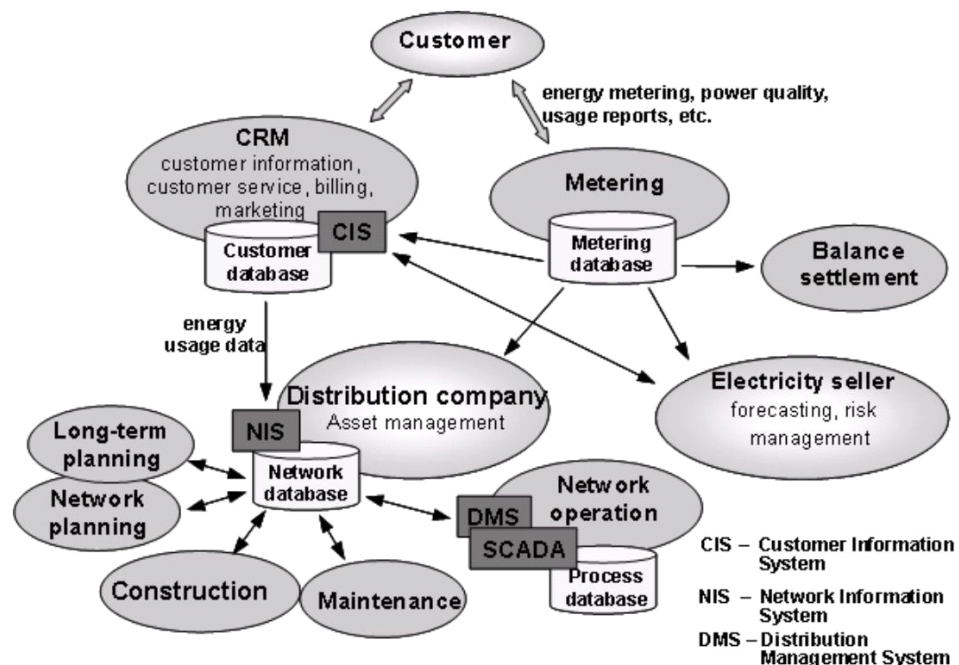 Customer
energy metering, power quality,
usage reports, etc.
CRM
customer information,
customer service, billing,
marketing
CIS
Customer
database
Metering
Metering
database
Balance
settlement
energy
usage data
Distribution company
Asset management
NIS
Network
database
Electricity seller
forecasting, risk
management
Long-term
planning
Network
planning
Construction
Maintenance
Network
operation
DMS
SCADA
Process
database
CIS – Customer Information
System
NIS – Network Information
System
DMS – Distribution
Management System